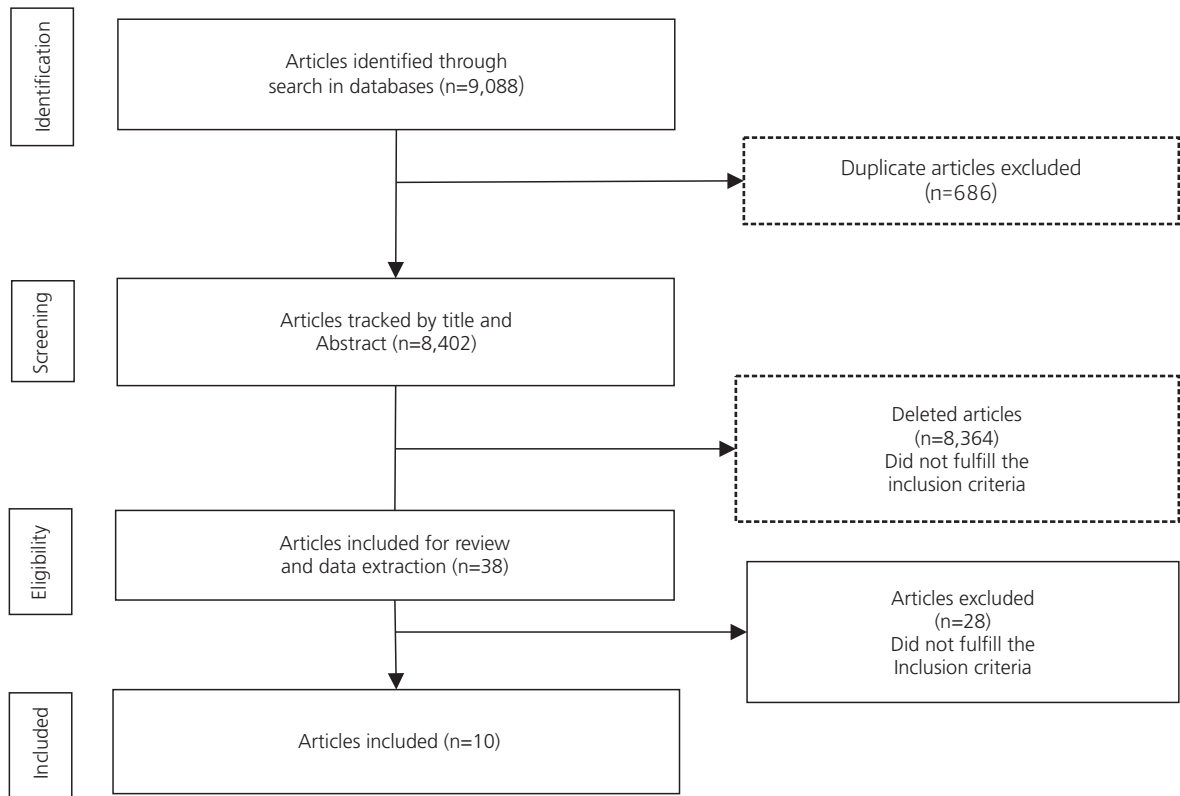 Identification
Articles identified through
search in databases (n=9,088)
Duplicate articles excluded
(n=686)
Screening
Articles tracked by title and
Abstract (n=8,402)
Deleted articles
(n=8,364)
Did not fulfill the
inclusion criteria
Eligibility
Articles included for review
and data extraction (n=38)
Articles excluded
(n=28)
Did not fulfill the
Inclusion criteria
Included
Articles included (n=10)